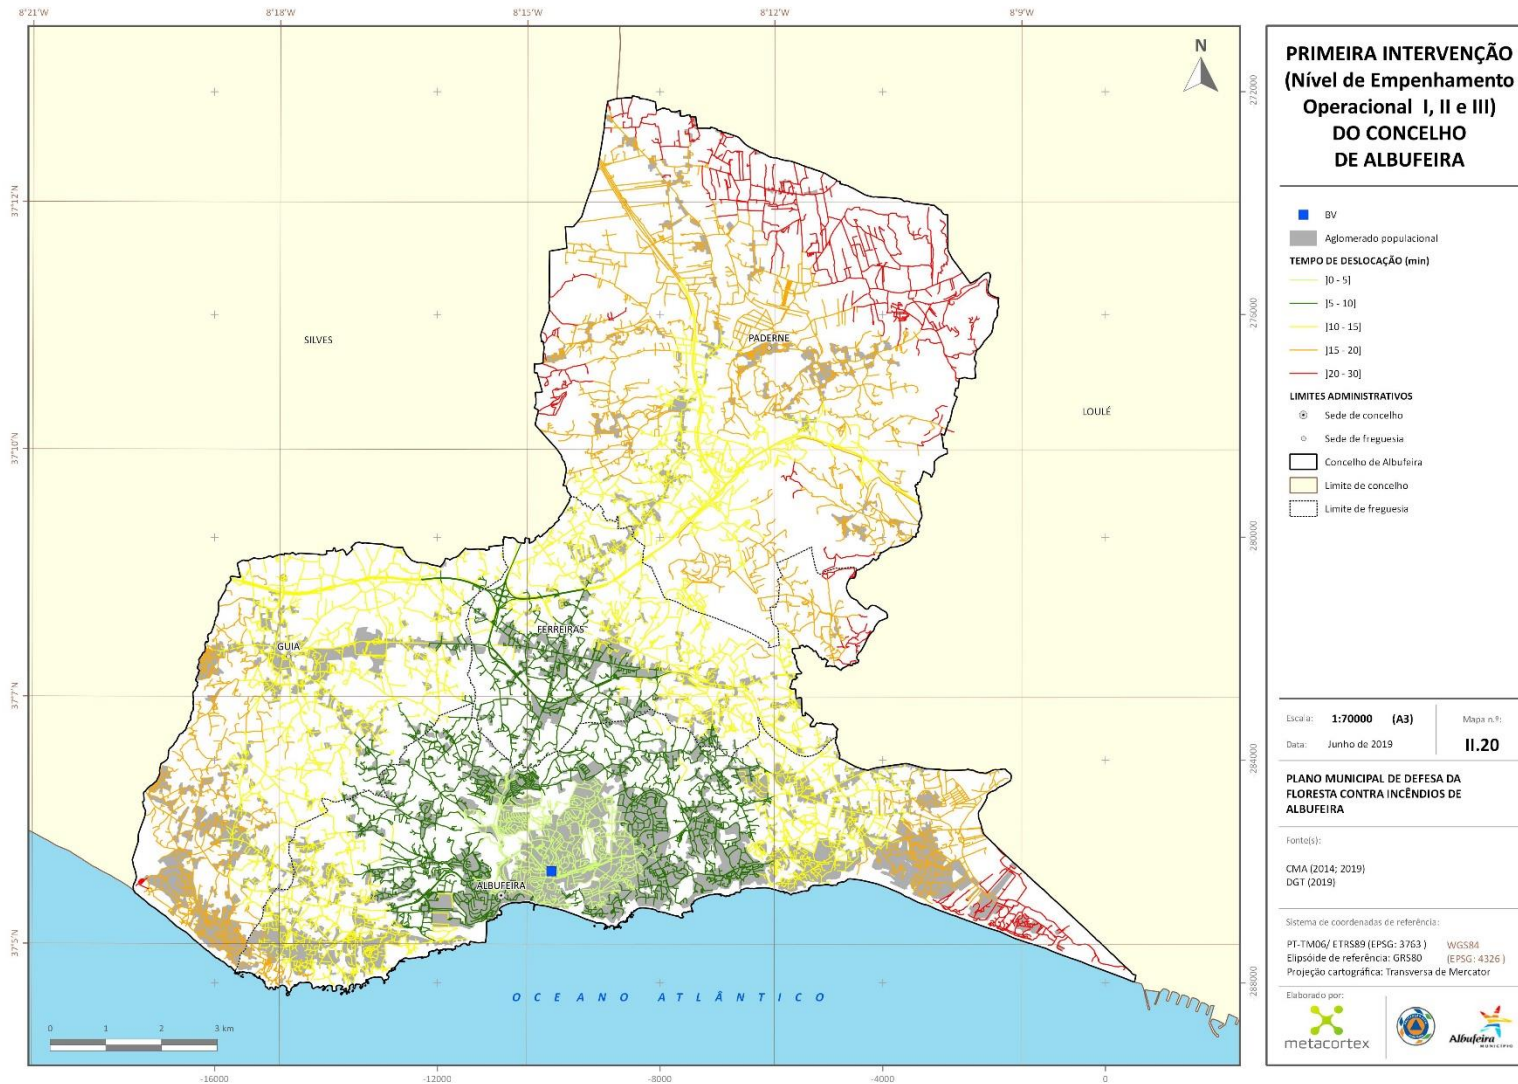 8°21'W
8°18'W
8°15'W
8°12'W
8°9'W
N
272000
276000
280000
284000
288000
37°12'N
37°10'N
37°7'N
37°5'N
SILVES
PADERNE
LOULÉ
FERREIRAS
GUIA
ALBUFEIRA
OCEANO ATLÂNTICO
0 1 2 3 km
-16000
-12000
-8000
-4000
0
PRIMEIRA INTERVENÇÃO
(Nível de Empenhamento
Operacional I, II e III)
DO CONCELHO
DE ALBUFEIRA
BV
Aglomerado populacional
TEMPO DE DESLOCAÇÃO (min)
]0 - 5]
]5 - 10]
]10 - 15]
]15 - 20]
]20 - 30]
LIMITES ADMINISTRATIVOS
Sede de concelho
Sede de freguesia
Concelho de Albufeira
Limite de concelho
Limite de freguesia
Escala: 1:70000 (A3)
Data: Junho de 2019
Mapa n.º:
II.20
PLANO MUNICIPAL DE DEFESA DA
FLORESTA CONTRA INCÊNDIOS DE
ALBUFEIRA
Fonte(s):
CMA (2014; 2019)
DGT (2019)
Sistema de coordenadas de referência:
PT-TM06/ ETRS89 (EPSG: 3763 ) WGS84
Elipsóide de referência: GRS80 (EPSG: 4326 )
Projeção cartográfica: Transversa de Mercator
Elaborado por:
metacortex
Albufeira
MUNICÍPIO